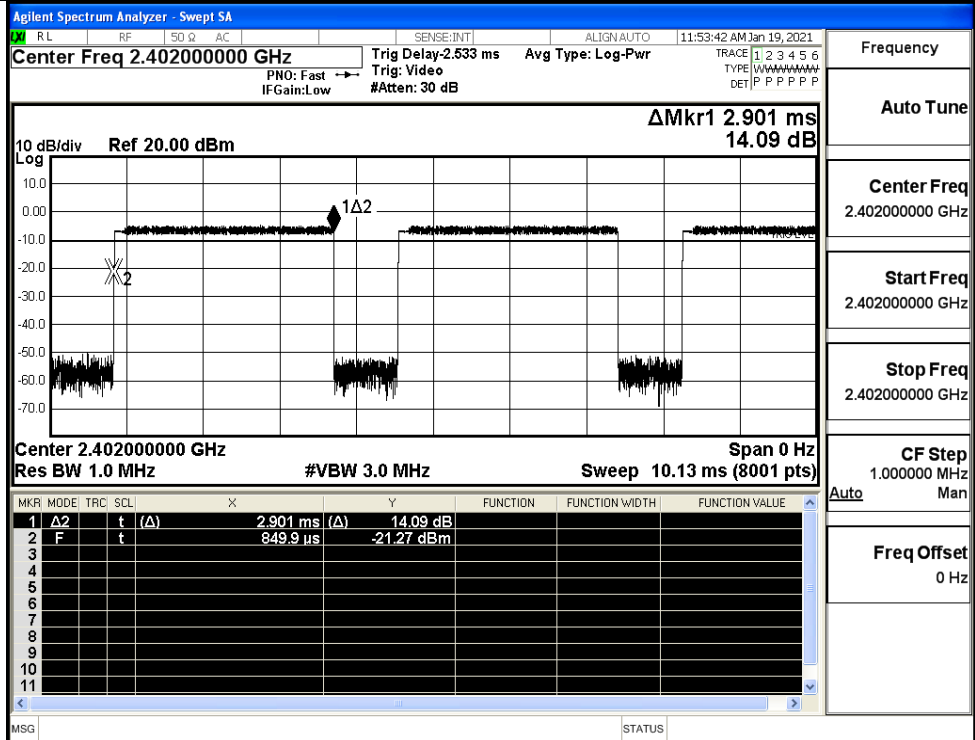 Agilent Spectrum Analyzer - Swept SA
LXI RL RF 50 Ω AC SENSE:INT ALIGN AUTO 11:53:42 AM Jan 19, 2021
Center Freq 2.402000000 GHz Trig Delay-2.533 ms Avg Type: Log-Pwr TRACE 1 2 3 4 5 6
PNO: Fast Trig: Video TYPE WWWWWW
IFGain:Low #Atten: 30 dB DET P P P P P P
ΔMkr1 2.901 ms
14.09 dB
10 dB/div Ref 20.00 dBm
Log
10.0
0.00
-10.0
-20.0
-30.0
-40.0
-50.0
-60.0
-70.0
1Δ2
2
TRIG LVL
Center 2.402000000 GHz Span 0 Hz
Res BW 1.0 MHz #VBW 3.0 MHz Sweep 10.13 ms (8001 pts)
MKR MODE TRC SCL X Y FUNCTION FUNCTION WIDTH FUNCTION VALUE
1 Δ2 t (Δ) 2.901 ms (Δ) 14.09 dB
2 F t 849.9 µs -21.27 dBm
3
4
5
6
7
8
9
10
11
MSG STATUS
Frequency
Auto Tune
Center Freq
2.402000000 GHz
Start Freq
2.402000000 GHz
Stop Freq
2.402000000 GHz
CF Step
1.000000 MHz
Auto Man
Freq Offset
0 Hz